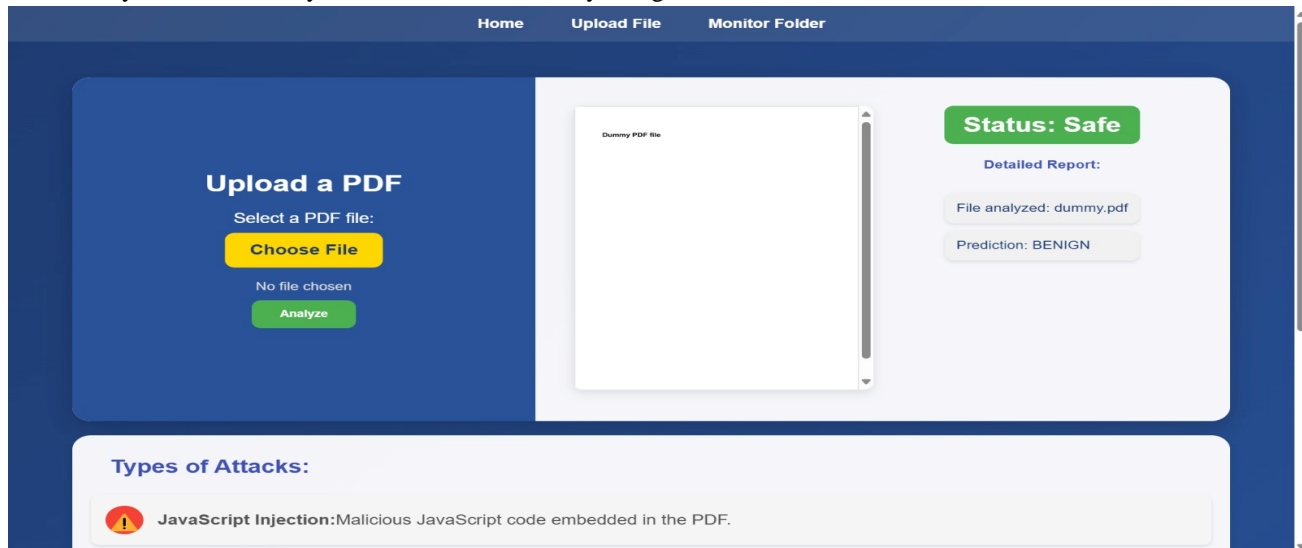 Home Upload File Monitor Folder
Upload a PDF
Select a PDF file:
Choose File
No file chosen
Analyze
Dummy PDF file
Status: Safe
Detailed Report:
File analyzed: dummy.pdf
Prediction: BENIGN
Types of Attacks:
JavaScript Injection:Malicious JavaScript code embedded in the PDF.